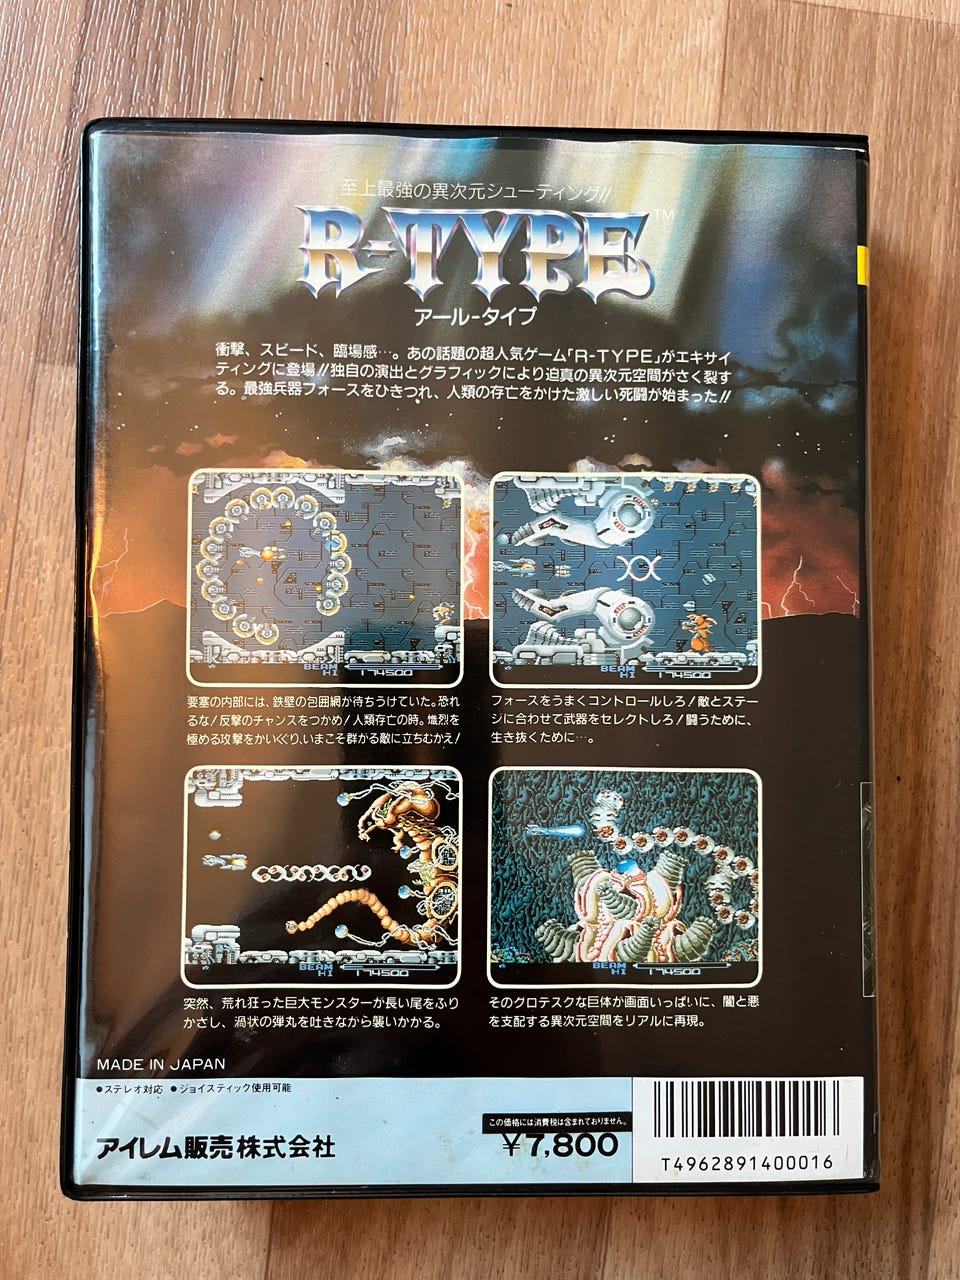 至上最強の異次元シューティング!!
R-TYPE™
アール-タイプ
衝撃、スピード、臨場感…。あの話題の超人気ゲーム「R-TYPE」がエキサイ
ティングに登場!!独自の演出とグラフィックにより迫真の異次元空間がさく裂す
る。最強兵器フォースをひきつれ、人類の存亡をかけた激しい死闘が始まった!!
BEAM
HI 174500
BEAM
HI 174500
要塞の内部には、鉄壁の包囲網が待ちうけていた。恐れ
るな!反撃のチャンスをつかめ!人類存亡の時。熾烈を
極める攻撃をかいくぐり、いまこそ群がる敵に立ちむかえ!
フォースをうまくコントロールしろ!敵とステー
ジに合わせて武器をセレクトしろ!闘うために、
生き抜くために…。
BEAM
HI 174500
BEAM
HI 174500
突然、荒れ狂った巨大モンスターが長い尾をふり
かざし、渦状の弾丸を吐きながら襲いかかる。
そのグロテスクな巨体が画面いっぱいに、闇と悪
を支配する異次元空間をリアルに再現。
MADE IN JAPAN
●ステレオ対応 ●ジョイスティック使用可能
アイレム販売株式会社
この価格には消費税は含まれておりません。
¥7,800
T4962891400016